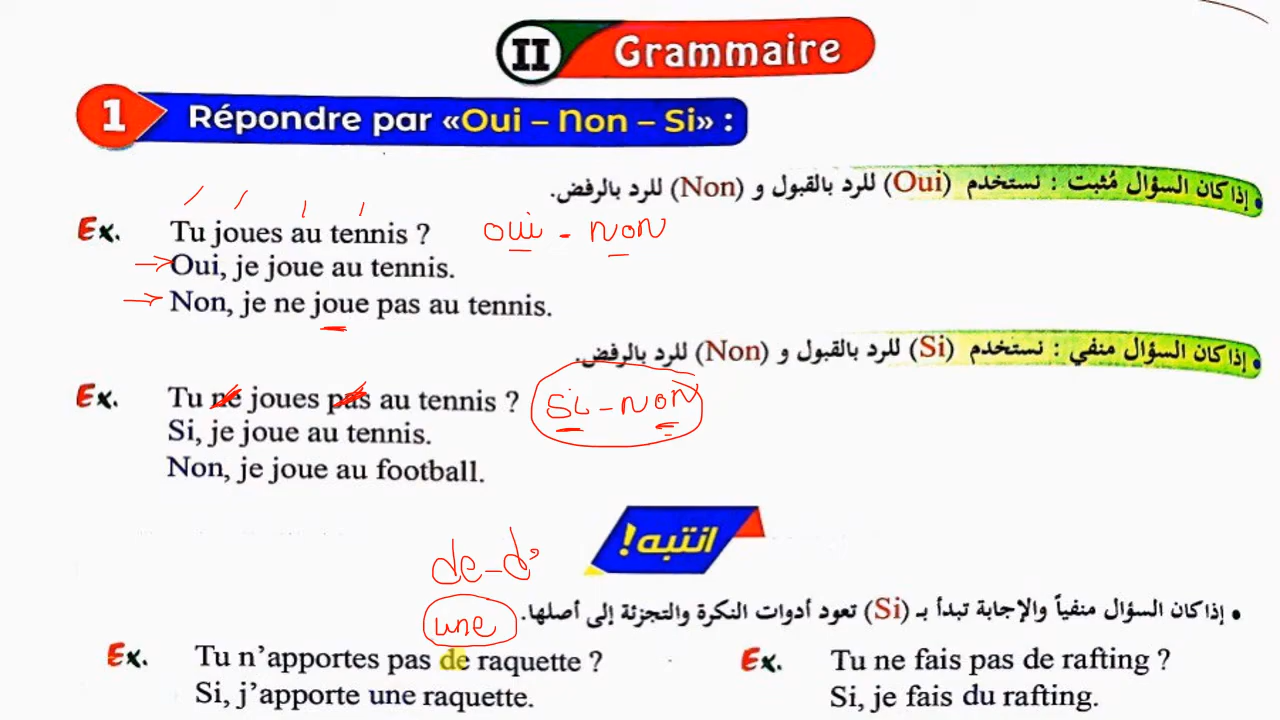 II Grammaire
1 Répondre par «Oui – Non – Si» :
• إذا كان السؤال مُثبت : نستخدم (Oui) للرد بالقبول و (Non) للرد بالرفض.
Ex. Tu joues au tennis ? oui - non
Oui, je joue au tennis.
Non, je ne joue pas au tennis.
• إذا كان السؤال منفي : نستخدم (Si) للرد بالقبول و (Non) للرد بالرفض.
Ex. Tu ne joues pas au tennis ? Si - non
Si, je joue au tennis.
Non, je joue au football.
انتبه!
de - d'
• إذا كان السؤال منفياً والإجابة تبدأ بـ (Si) تعود أدوات النكرة والتجزئة إلى أصلها.
une
Ex. Tu n'apportes pas de raquette ?
Si, j'apporte une raquette.
Ex. Tu ne fais pas de rafting ?
Si, je fais du rafting.